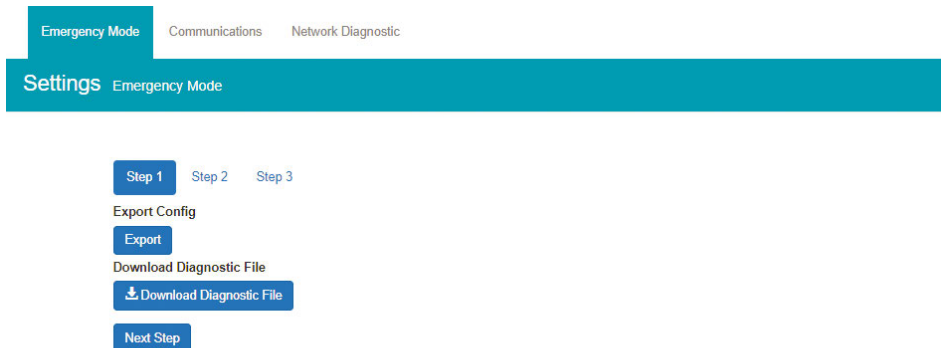 Emergency Mode Communications Network Diagnostic
Settings Emergency Mode
Step 1 Step 2 Step 3
Export Config
Export
Download Diagnostic File
Download Diagnostic File
Next Step